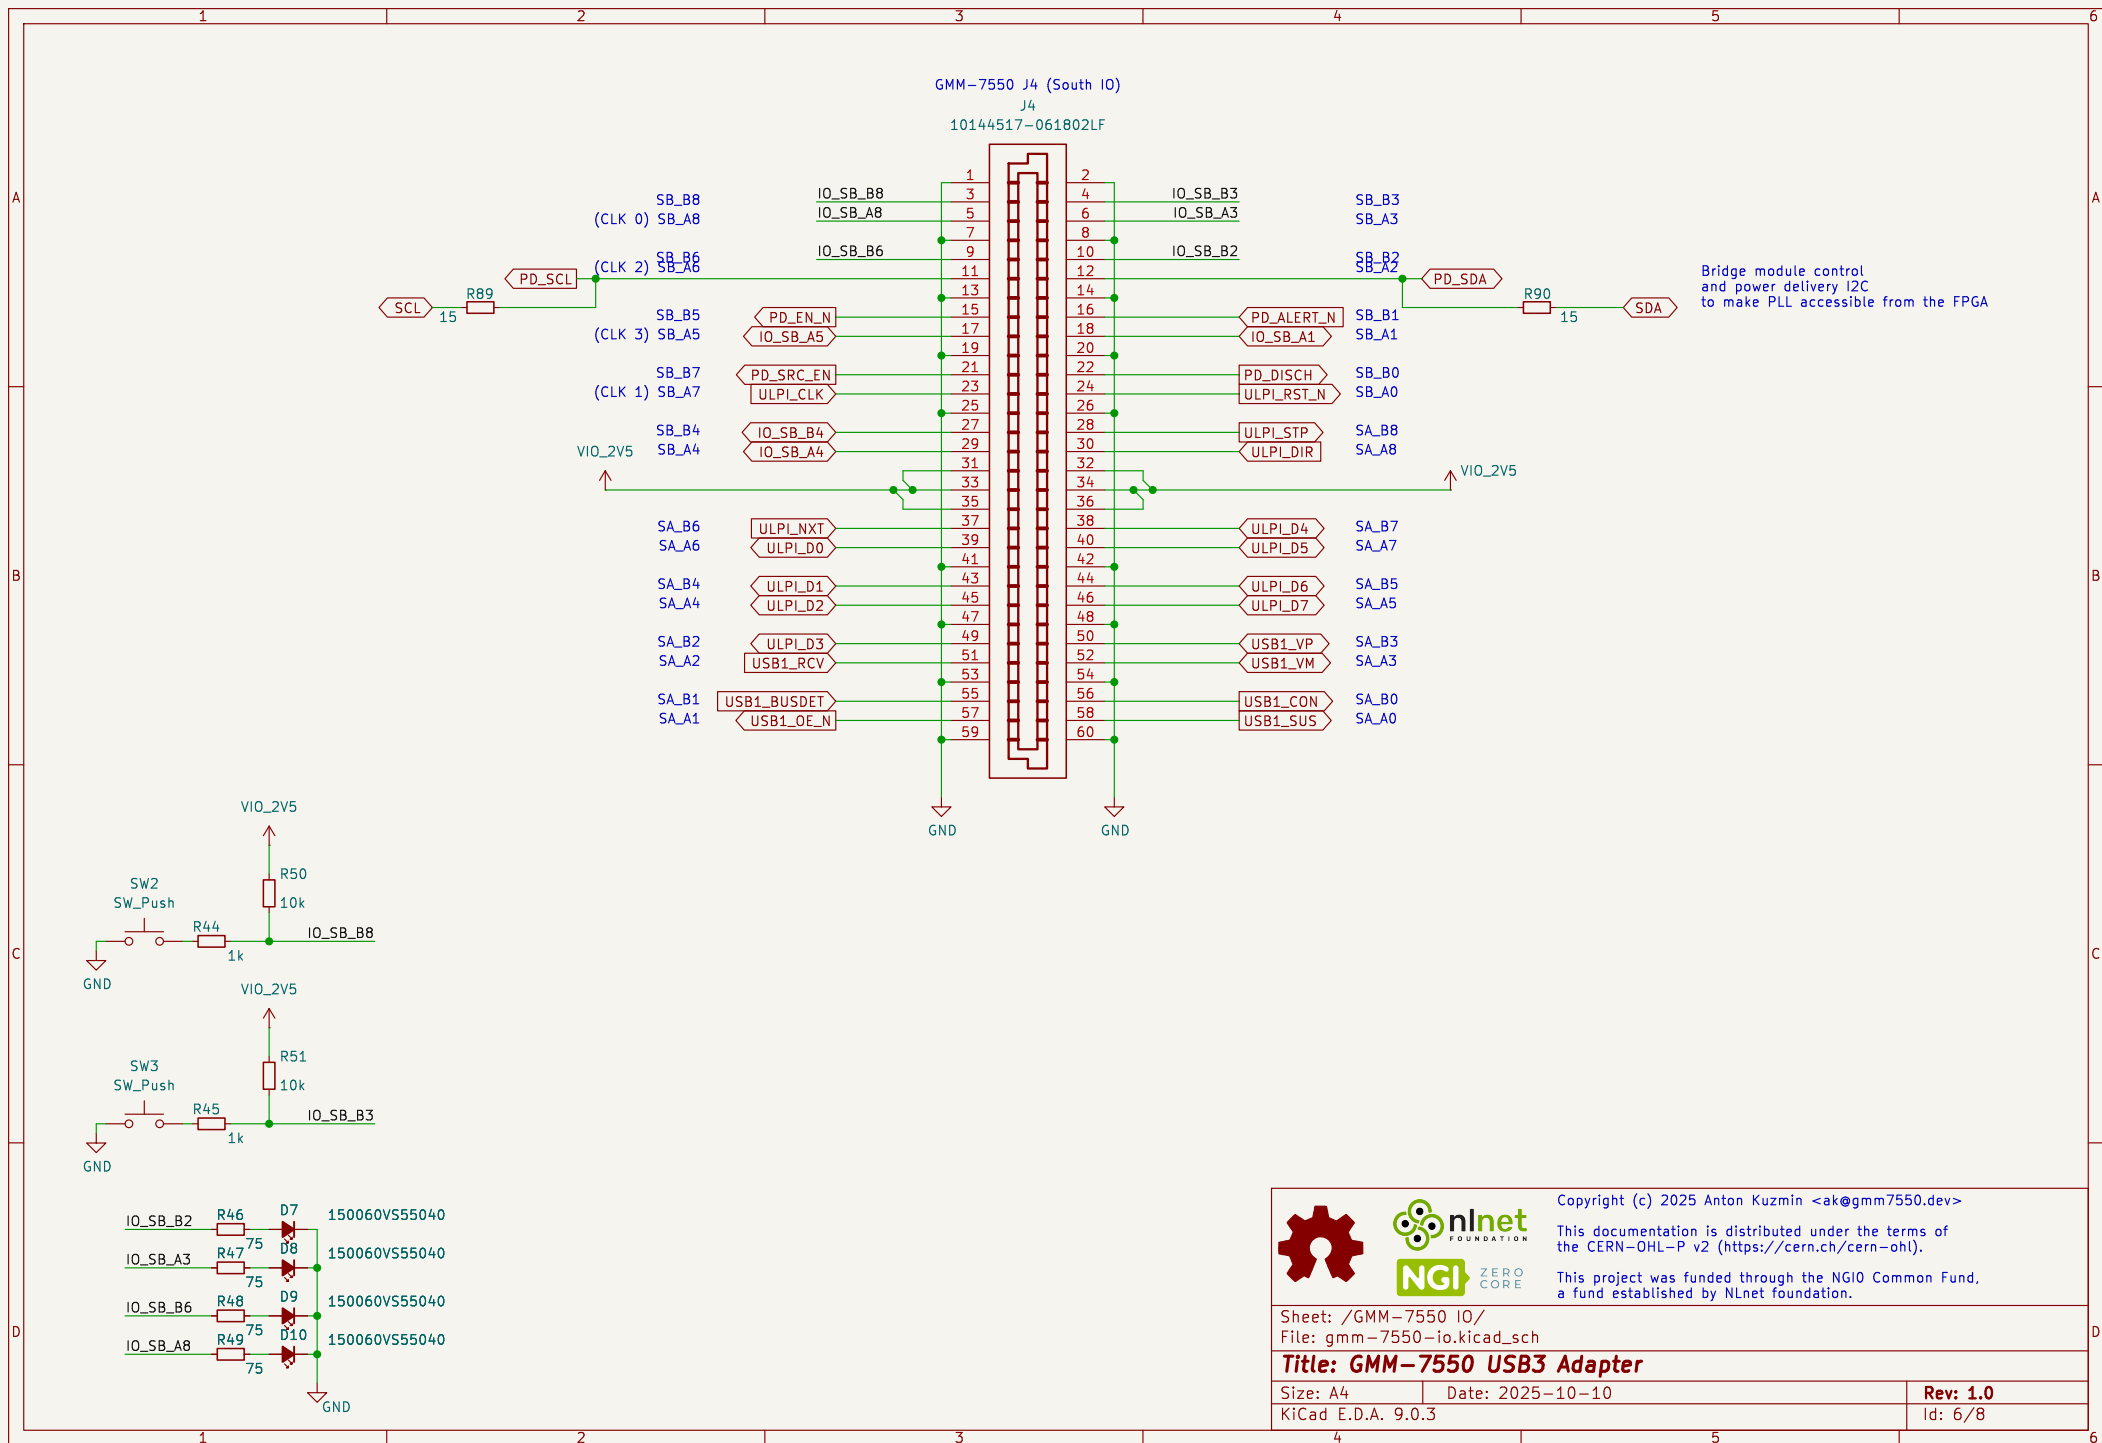 1 2 3 4 5 6
A
B
C
D
GMM-7550 J4 (South IO)
J4
10144517-061802LF
1 2
SB_B8 IO_SB_B8 3 4 IO_SB_B3 SB_B3
(CLK 0) SB_A8 IO_SB_A8 5 6 IO_SB_A3 SB_A3
7 8
SB_B6 IO_SB_B6 9 10 IO_SB_B2 SB_B2
(CLK 2) SB_A6 PD_SCL 11 12 SB_A2 PD_SDA
SCL R89 15 13 14 R90 15 SDA
Bridge module control
and power delivery I2C
to make PLL accessible from the FPGA
SB_B5 PD_EN_N 15 16 PD_ALERT_N SB_B1
(CLK 3) SB_A5 IO_SB_A5 17 18 IO_SB_A1 SB_A1
19 20
SB_B7 PD_SRC_EN 21 22 PD_DISCH SB_B0
(CLK 1) SB_A7 ULPI_CLK 23 24 ULPI_RST_N SB_A0
25 26
SB_B4 IO_SB_B4 27 28 ULPI_STP SA_B8
VIO_2V5 SB_A4 IO_SB_A4 29 30 ULPI_DIR SA_A8
31 32 VIO_2V5
33 34
35 36
SA_B6 ULPI_NXT 37 38 ULPI_D4 SA_B7
SA_A6 ULPI_D0 39 40 ULPI_D5 SA_A7
41 42
SA_B4 ULPI_D1 43 44 ULPI_D6 SA_B5
SA_A4 ULPI_D2 45 46 ULPI_D7 SA_A5
47 48
SA_B2 ULPI_D3 49 50 USB1_VP SA_B3
SA_A2 USB1_RCV 51 52 USB1_VM SA_A3
53 54
SA_B1 USB1_BUSDET 55 56 USB1_CON SA_B0
SA_A1 USB1_OE_N 57 58 USB1_SUS SA_A0
59 60
GND GND
VIO_2V5
R50
10k
SW2
SW_Push
R44
1k
IO_SB_B8
GND
VIO_2V5
R51
10k
SW3
SW_Push
R45
1k
IO_SB_B3
GND
IO_SB_B2 R46 75 D7 150060VS55040
IO_SB_A3 R47 75 D8 150060VS55040
IO_SB_B6 R48 75 D9 150060VS55040
IO_SB_A8 R49 75 D10 150060VS55040
GND
nlnet
FOUNDATION
NGI ZERO
CORE
Copyright (c) 2025 Anton Kuzmin <ak@gmm7550.dev>
This documentation is distributed under the terms of
the CERN-OHL-P v2 (https://cern.ch/cern-ohl).
This project was funded through the NGI0 Common Fund,
a fund established by NLnet foundation.
Sheet: /GMM-7550 IO/
File: gmm-7550-io.kicad_sch
Title: GMM-7550 USB3 Adapter
Size: A4 Date: 2025-10-10 Rev: 1.0
KiCad E.D.A. 9.0.3 Id: 6/8
A
B
C
D
1 2 3 4 5 6